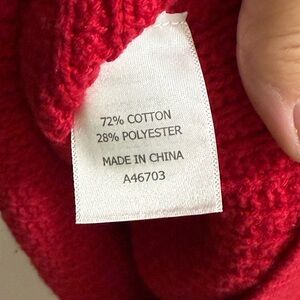 72% COTTON
28% POLYESTER
MADE IN CHINA
A46703